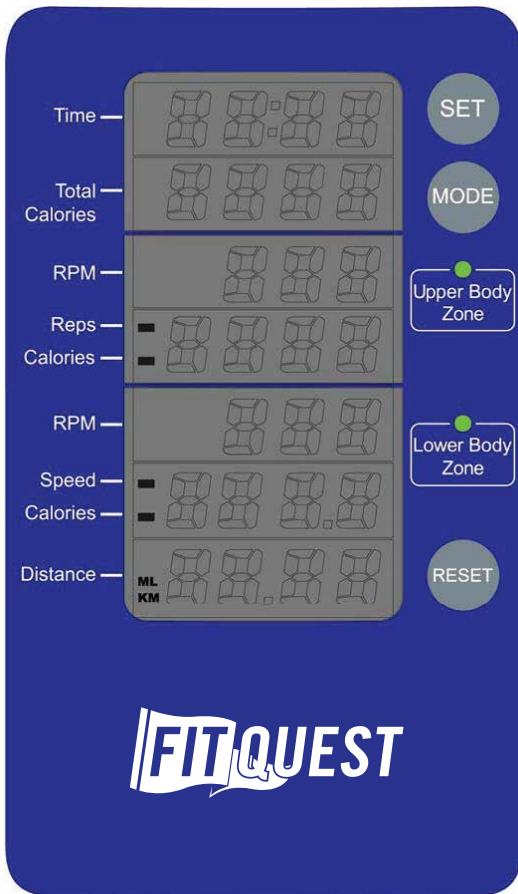 Time
SET
Total
Calories
MODE
RPM
Upper Body
Zone
Reps
Calories
RPM
Lower Body
Zone
Speed
Calories
Distance
ML
KM
RESET
FITQUEST